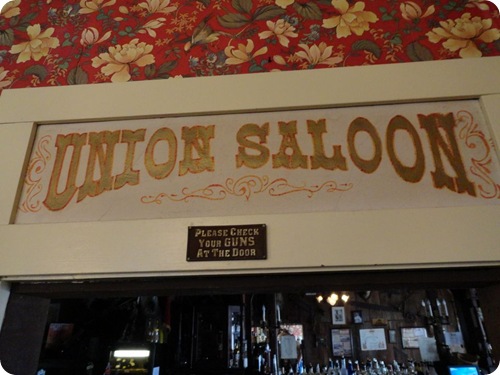 UNION SALOON
PLEASE CHECK
YOUR GUNS
AT THE DOOR